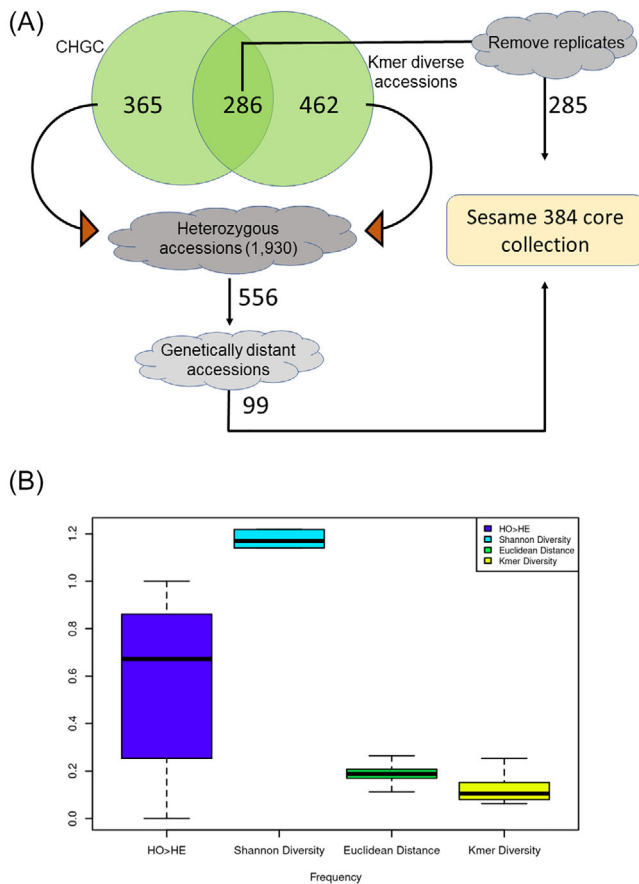 (A)
CHGC
Kmer diverse
accessions
Remove replicates
365
286
462
285
Heterozygous
accessions (1,930)
Sesame 384 core
collection
556
Genetically distant
accessions
99
(B)
HO>HE
Shannon Diversity
Euclidean Distance
Kmer Diversity
1.2
1.0
0.8
0.6
0.4
0.2
0.0
HO>HE
Shannon Diversity
Euclidean Distance
Kmer Diversity
Frequency